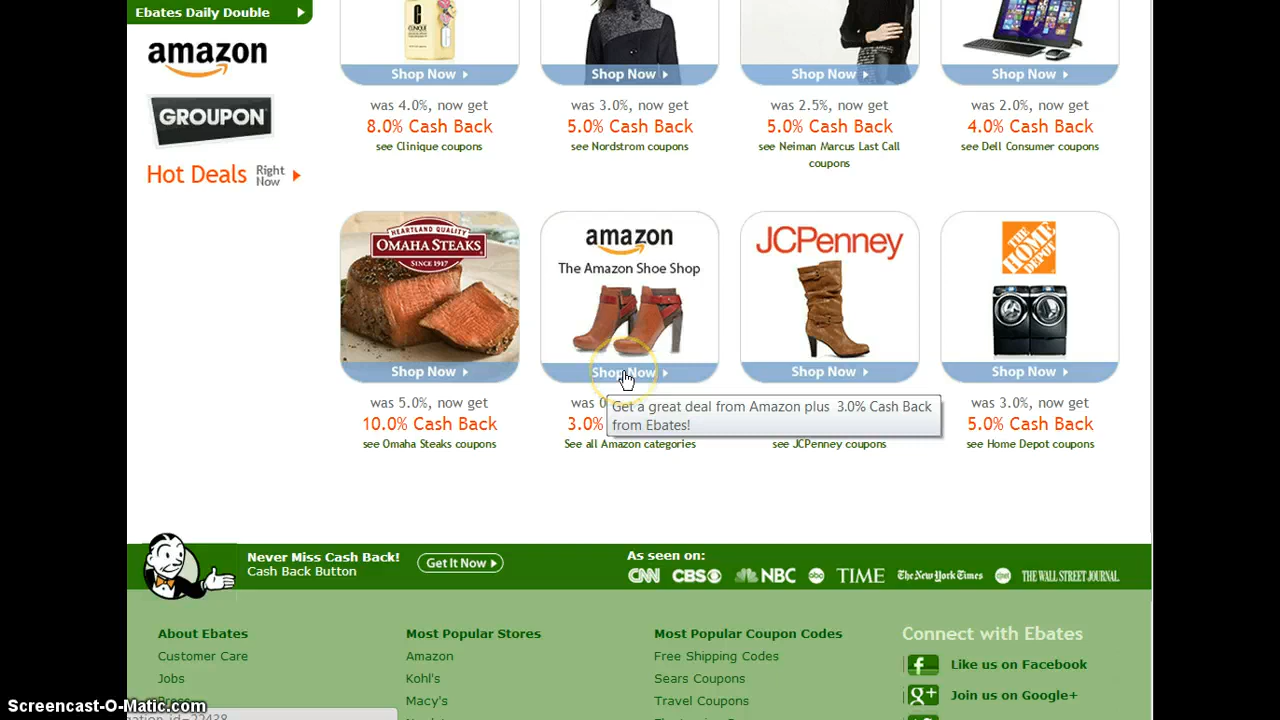 Ebates Daily Double
amazon
GROUPON
Hot Deals Right Now
CLINIQUE
Shop Now
Shop Now
Shop Now
Shop Now
was 4.0%, now get
8.0% Cash Back
see Clinique coupons
was 3.0%, now get
5.0% Cash Back
see Nordstrom coupons
was 2.5%, now get
5.0% Cash Back
see Neiman Marcus Last Call
coupons
was 2.0%, now get
4.0% Cash Back
see Dell Consumer coupons
HEARTLAND QUALITY
OMAHA STEAKS
SINCE 1917
Shop Now
was 5.0%, now get
10.0% Cash Back
see Omaha Steaks coupons
amazon
The Amazon Shoe Shop
Shop Now
was 0
3.0%
Get a great deal from Amazon plus 3.0% Cash Back
from Ebates!
See all Amazon categories
JCPenney
Shop Now
see JCPenney coupons
THE
HOME
DEPOT
Shop Now
was 3.0%, now get
5.0% Cash Back
see Home Depot coupons
Never Miss Cash Back!
Cash Back Button
Get It Now
As seen on:
CNN CBS NBC abc TIME The New York Times THE WALL STREET JOURNAL
About Ebates
Customer Care
Jobs
Press
Most Popular Stores
Amazon
Kohl's
Macy's
Most Popular Coupon Codes
Free Shipping Codes
Sears Coupons
Travel Coupons
Connect with Ebates
Like us on Facebook
Join us on Google+
Screencast-O-Matic.com